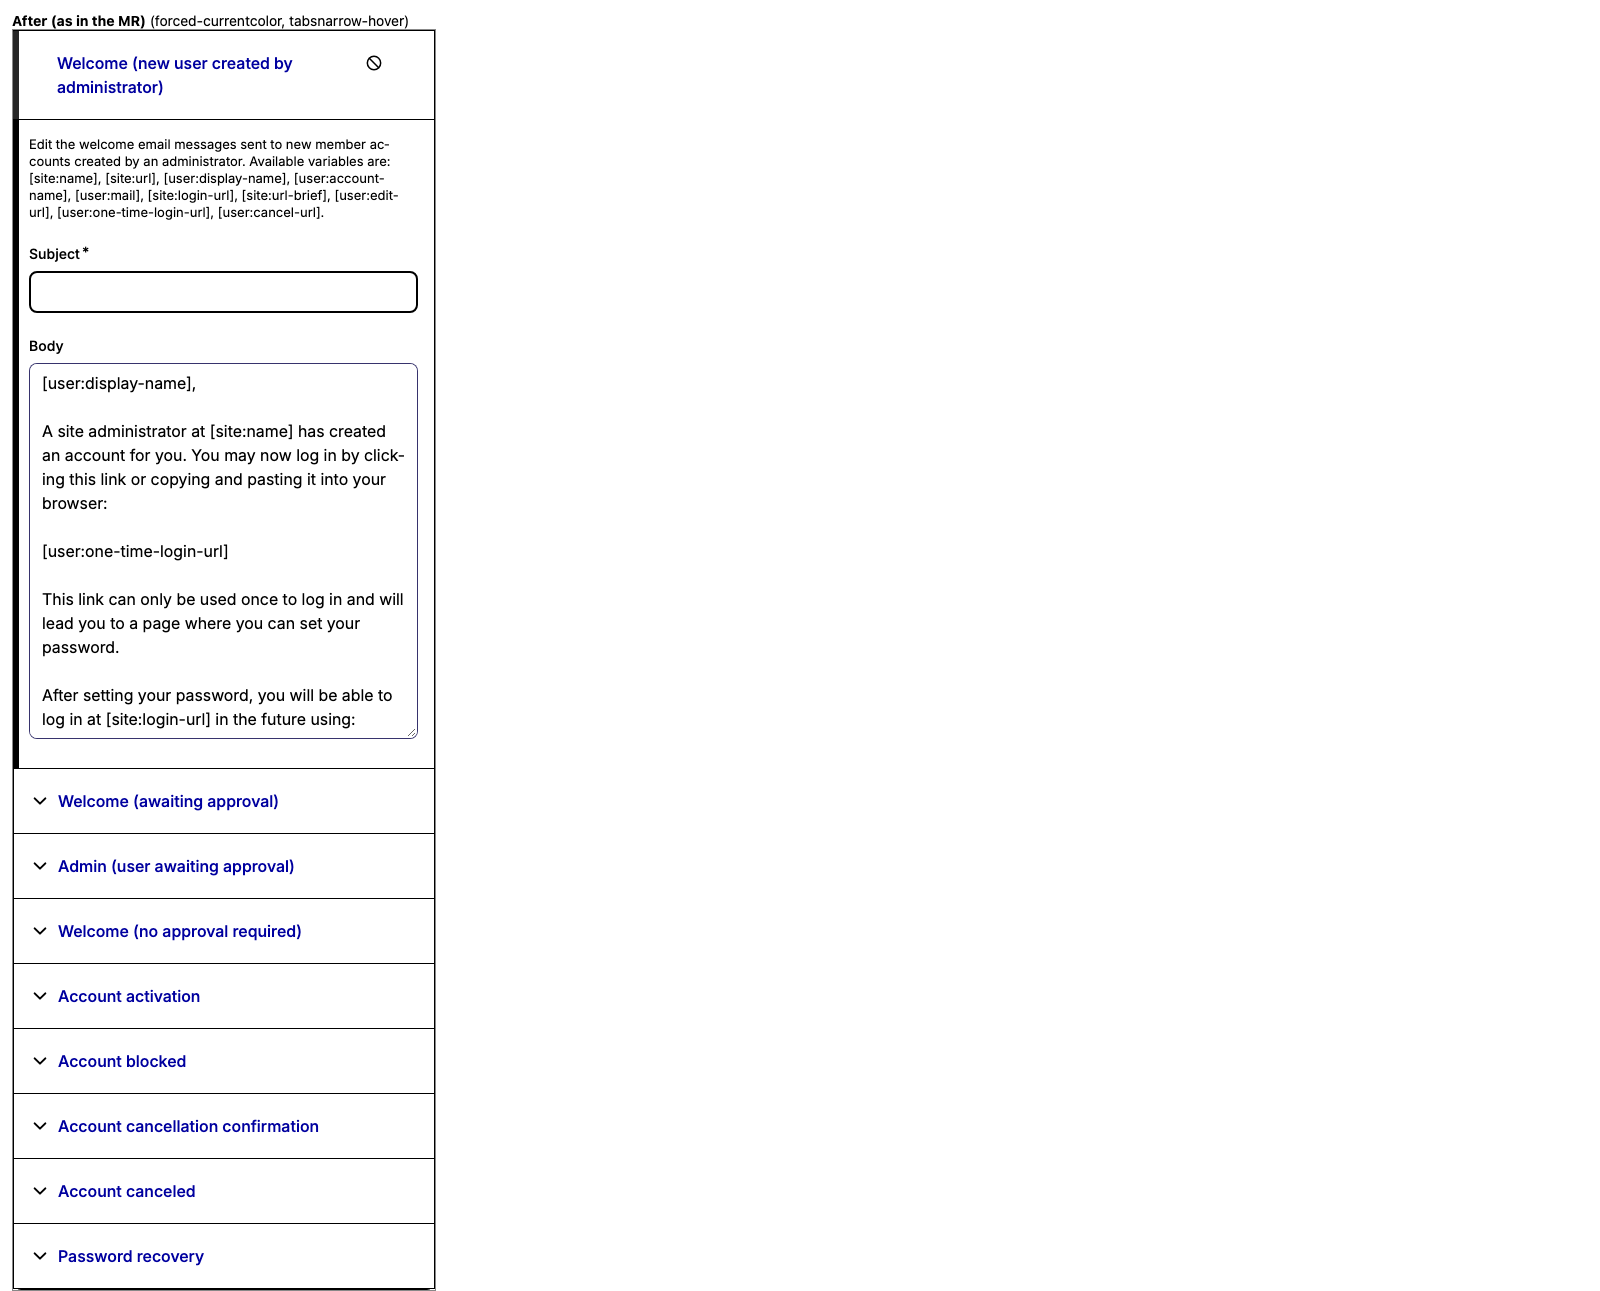 After (as in the MR) (forced-currentcolor, tabsnarrow-hover)
Welcome (new user created by
administrator)
Edit the welcome email messages sent to new member ac-
counts created by an administrator. Available variables are:
[site:name], [site:url], [user:display-name], [user:account-
name], [user:mail], [site:login-url], [site:url-brief], [user:edit-
url], [user:one-time-login-url], [user:cancel-url].
Subject*
Body
[user:display-name],
A site administrator at [site:name] has created
an account for you. You may now log in by click-
ing this link or copying and pasting it into your
browser:
[user:one-time-login-url]
This link can only be used once to log in and will
lead you to a page where you can set your
password.
After setting your password, you will be able to
log in at [site:login-url] in the future using:
Welcome (awaiting approval)
Admin (user awaiting approval)
Welcome (no approval required)
Account activation
Account blocked
Account cancellation confirmation
Account canceled
Password recovery